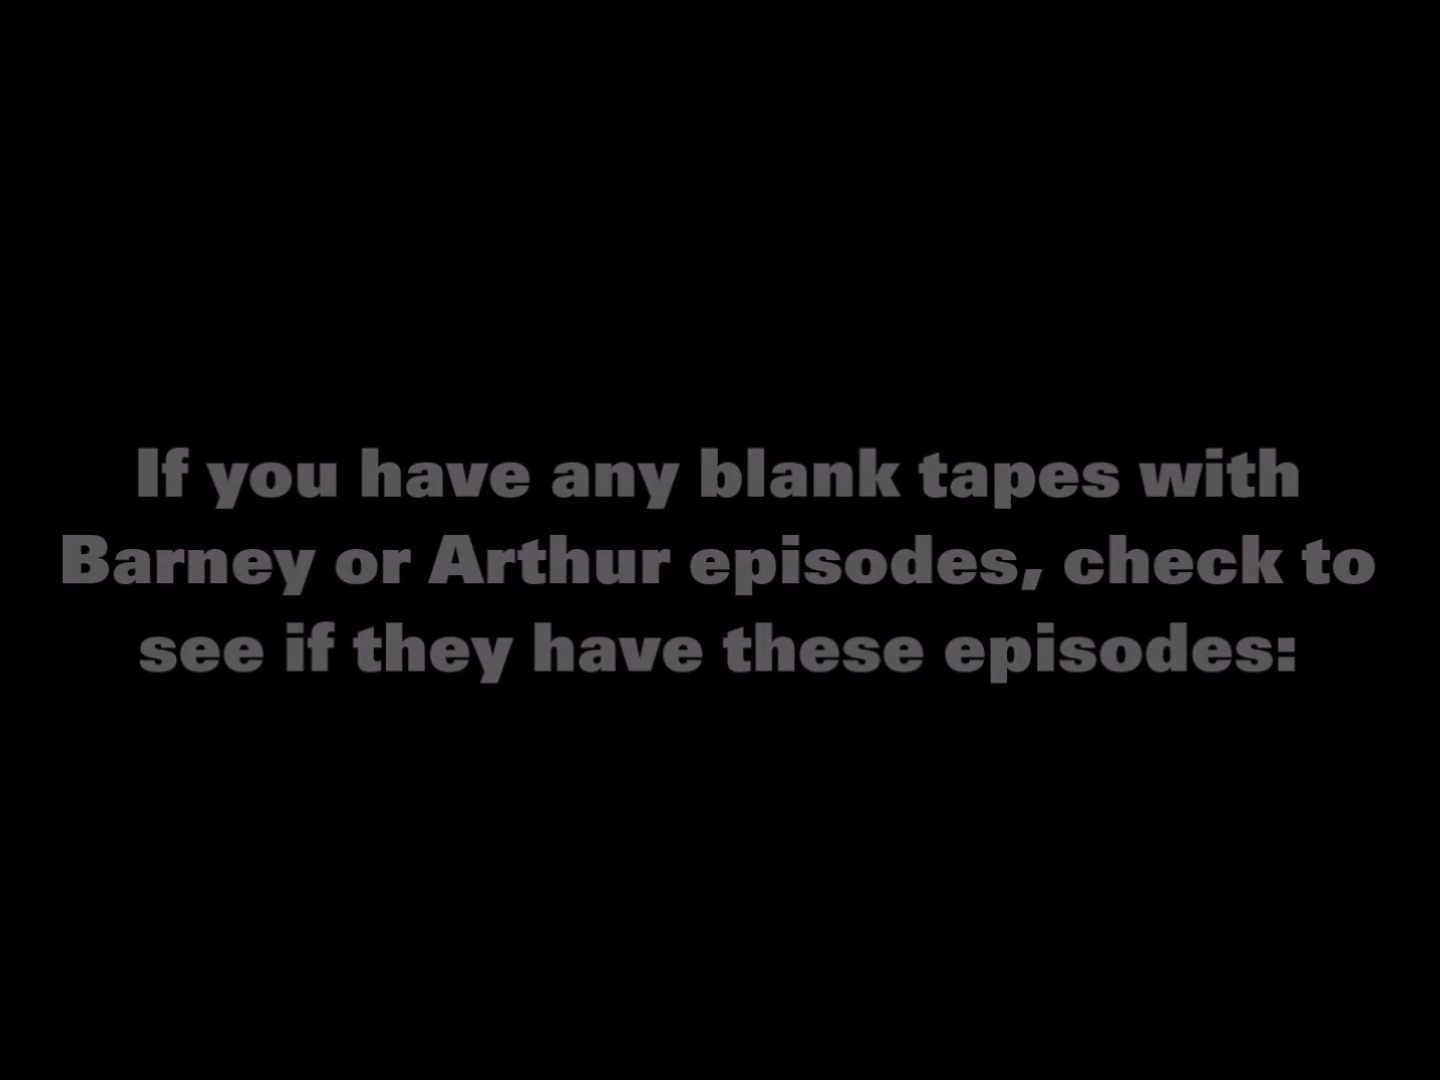 If you have any blank tapes with
Barney or Arthur episodes, check to
see if they have these episodes: